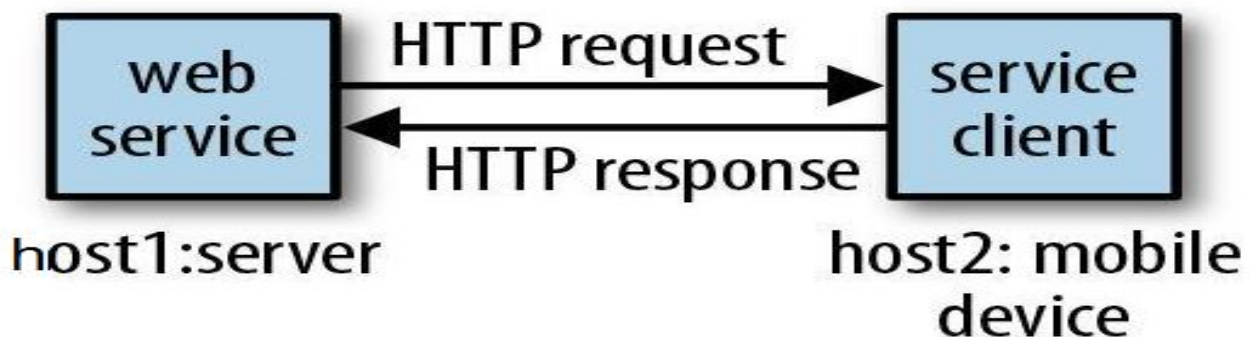 web
service
HTTP request
HTTP response
service
client
host1:server
host2: mobile
device